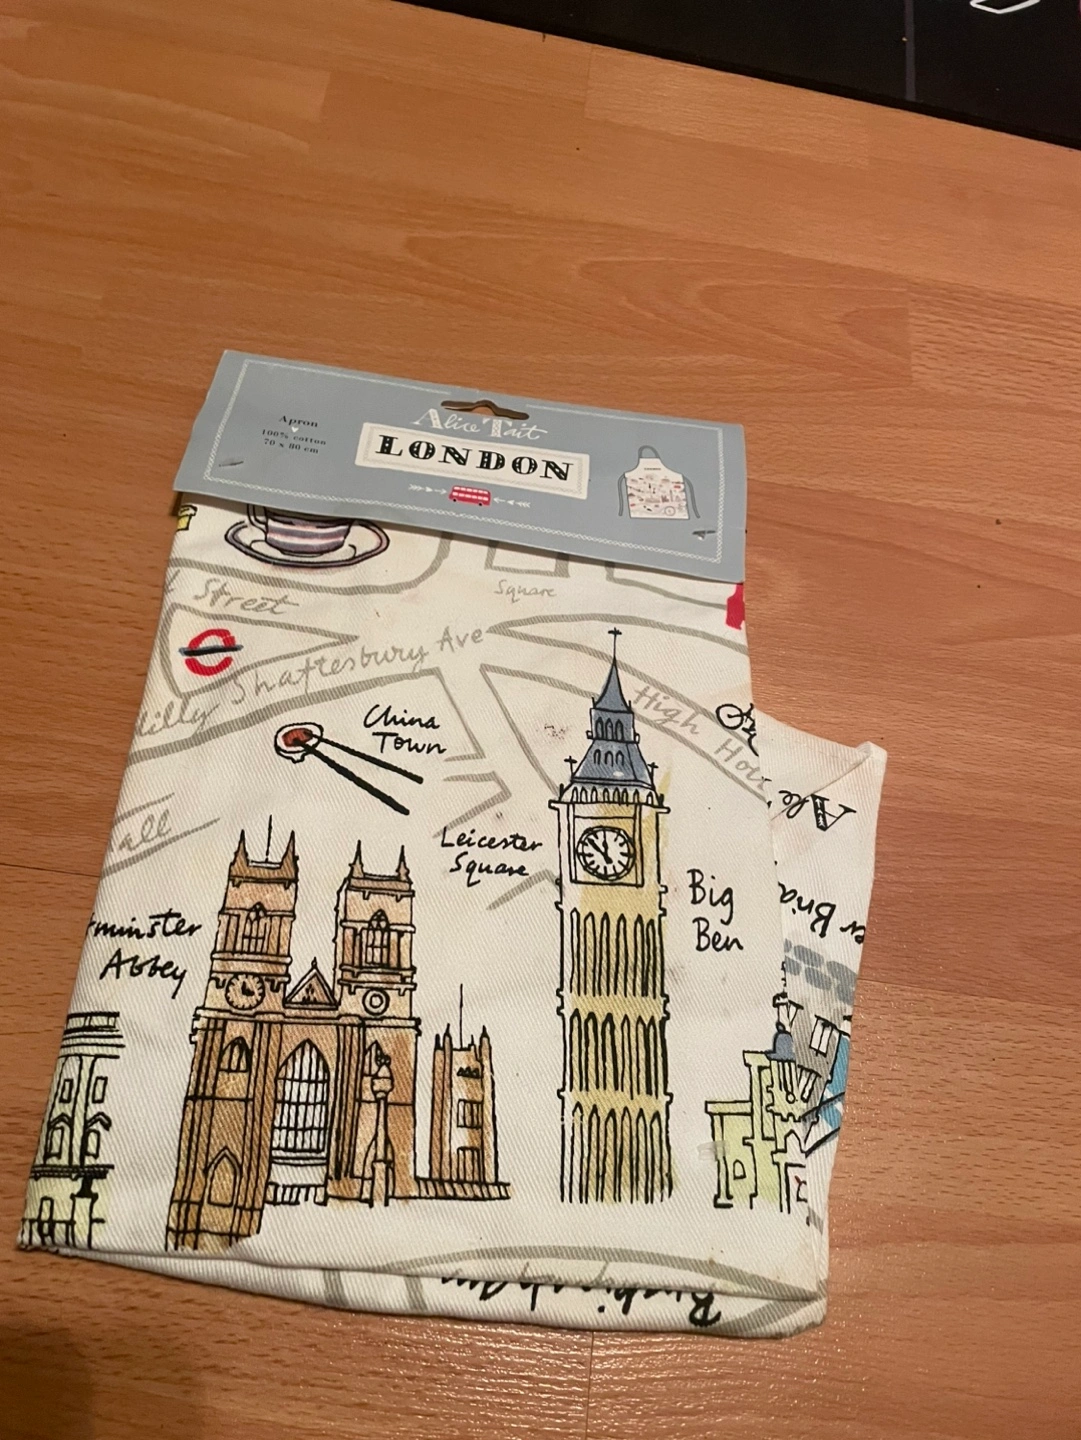 Apron
100% cotton
70 x 80 cm
Alice Tait
LONDON
Street
Square
Shaftesbury Ave
High
China
Town
Leicester
Square
Big
Ben
Abbey